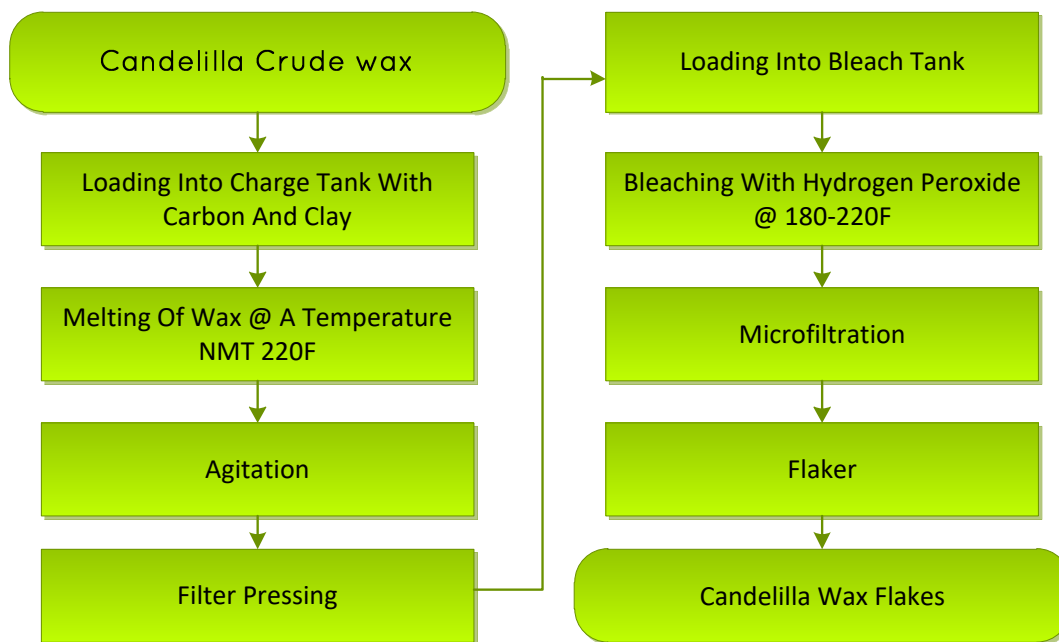 Candelilla Crude wax
Loading Into Charge Tank With
Carbon And Clay
Melting Of Wax @ A Temperature
NMT 220F
Agitation
Filter Pressing
Loading Into Bleach Tank
Bleaching With Hydrogen Peroxide
@ 180-220F
Microfiltration
Flaker
Candelilla Wax Flakes